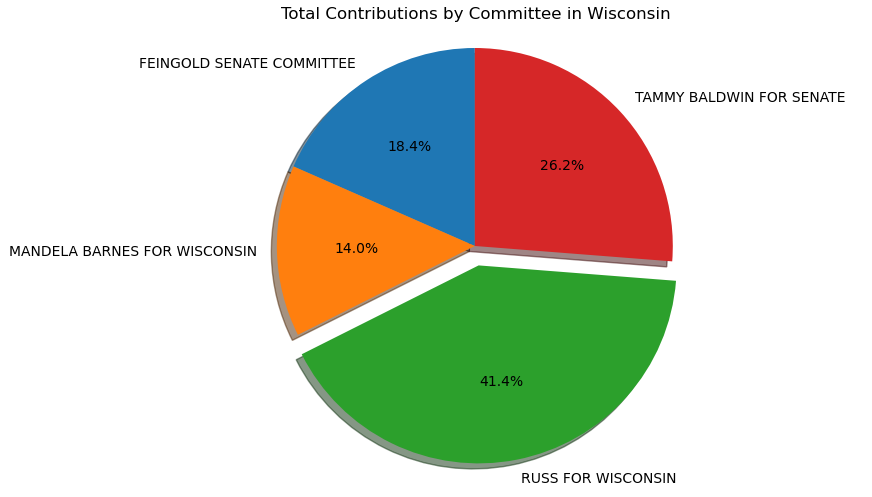 Total Contributions by Committee in Wisconsin
FEINGOLD SENATE COMMITTEE
TAMMY BALDWIN FOR SENATE
18.4%
26.2%
MANDELA BARNES FOR WISCONSIN
14.0%
41.4%
RUSS FOR WISCONSIN